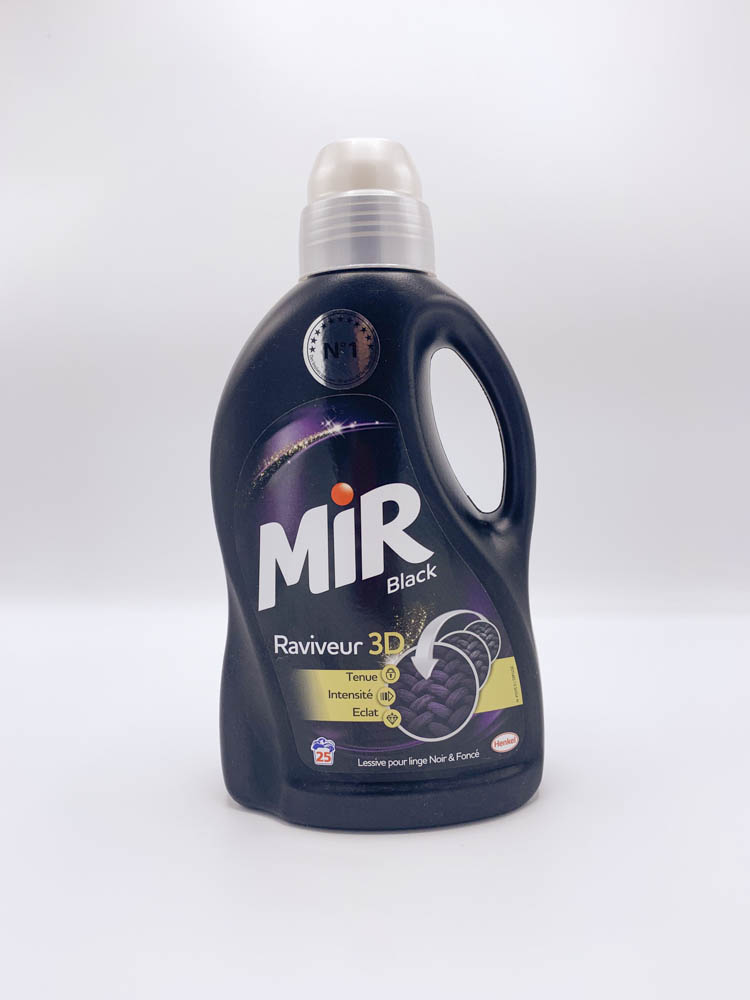 N°1
MiR
Black
Raviveur 3D
Tenue
Intensité
Eclat
25
Lessive pour linge Noir & Foncé
Henkel